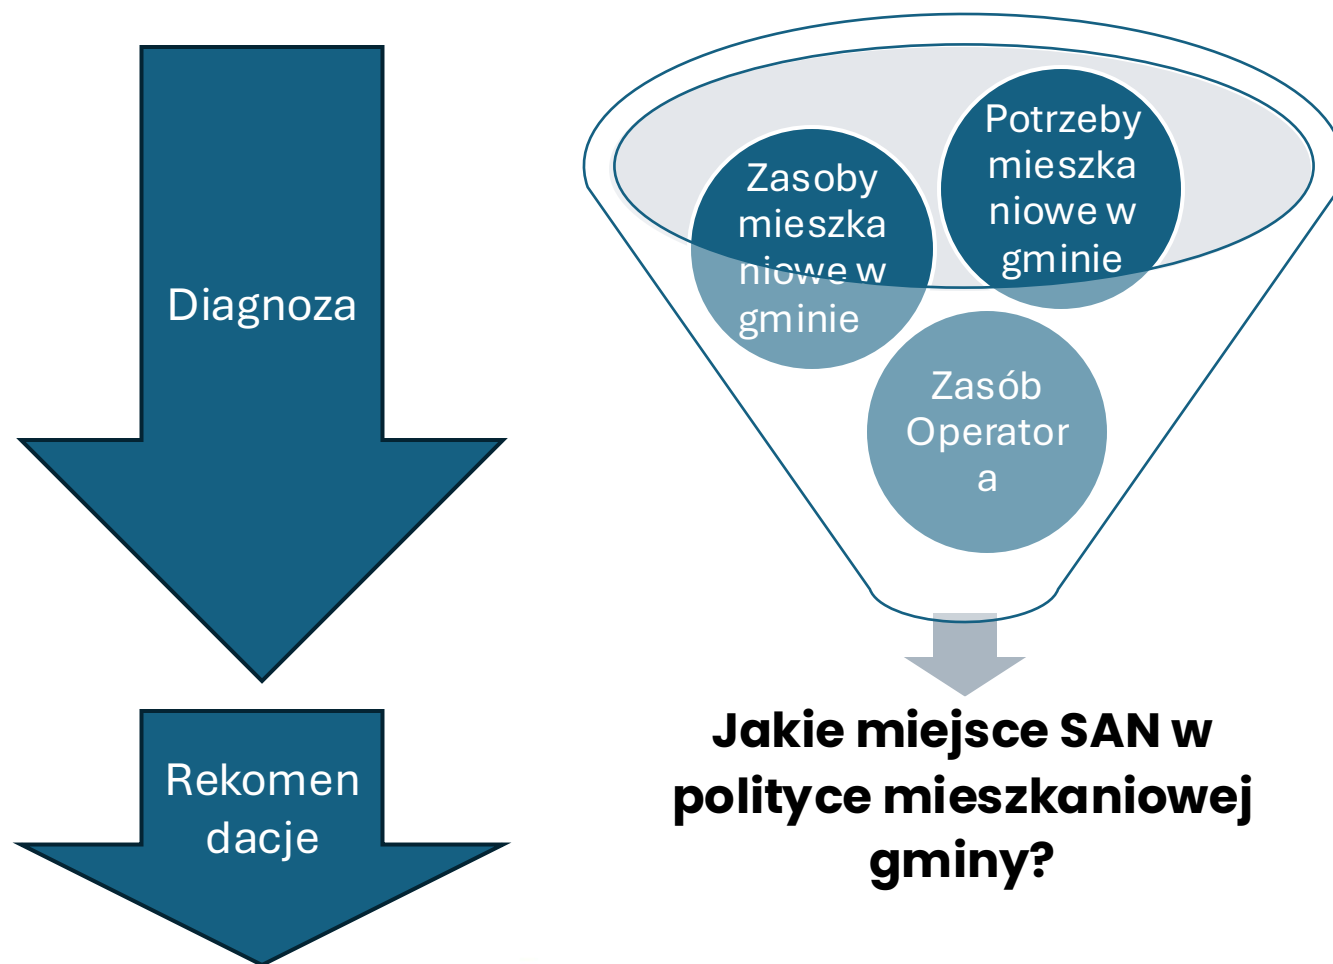 Diagnoza
Rekomen
dacje
Zasoby
mieszka
niowe w
gminie
Potrzeby
mieszka
niowe w
gminie
Zasób
Operator
a
Jakie miejsce SAN w
polityce mieszkaniowej
gminy?